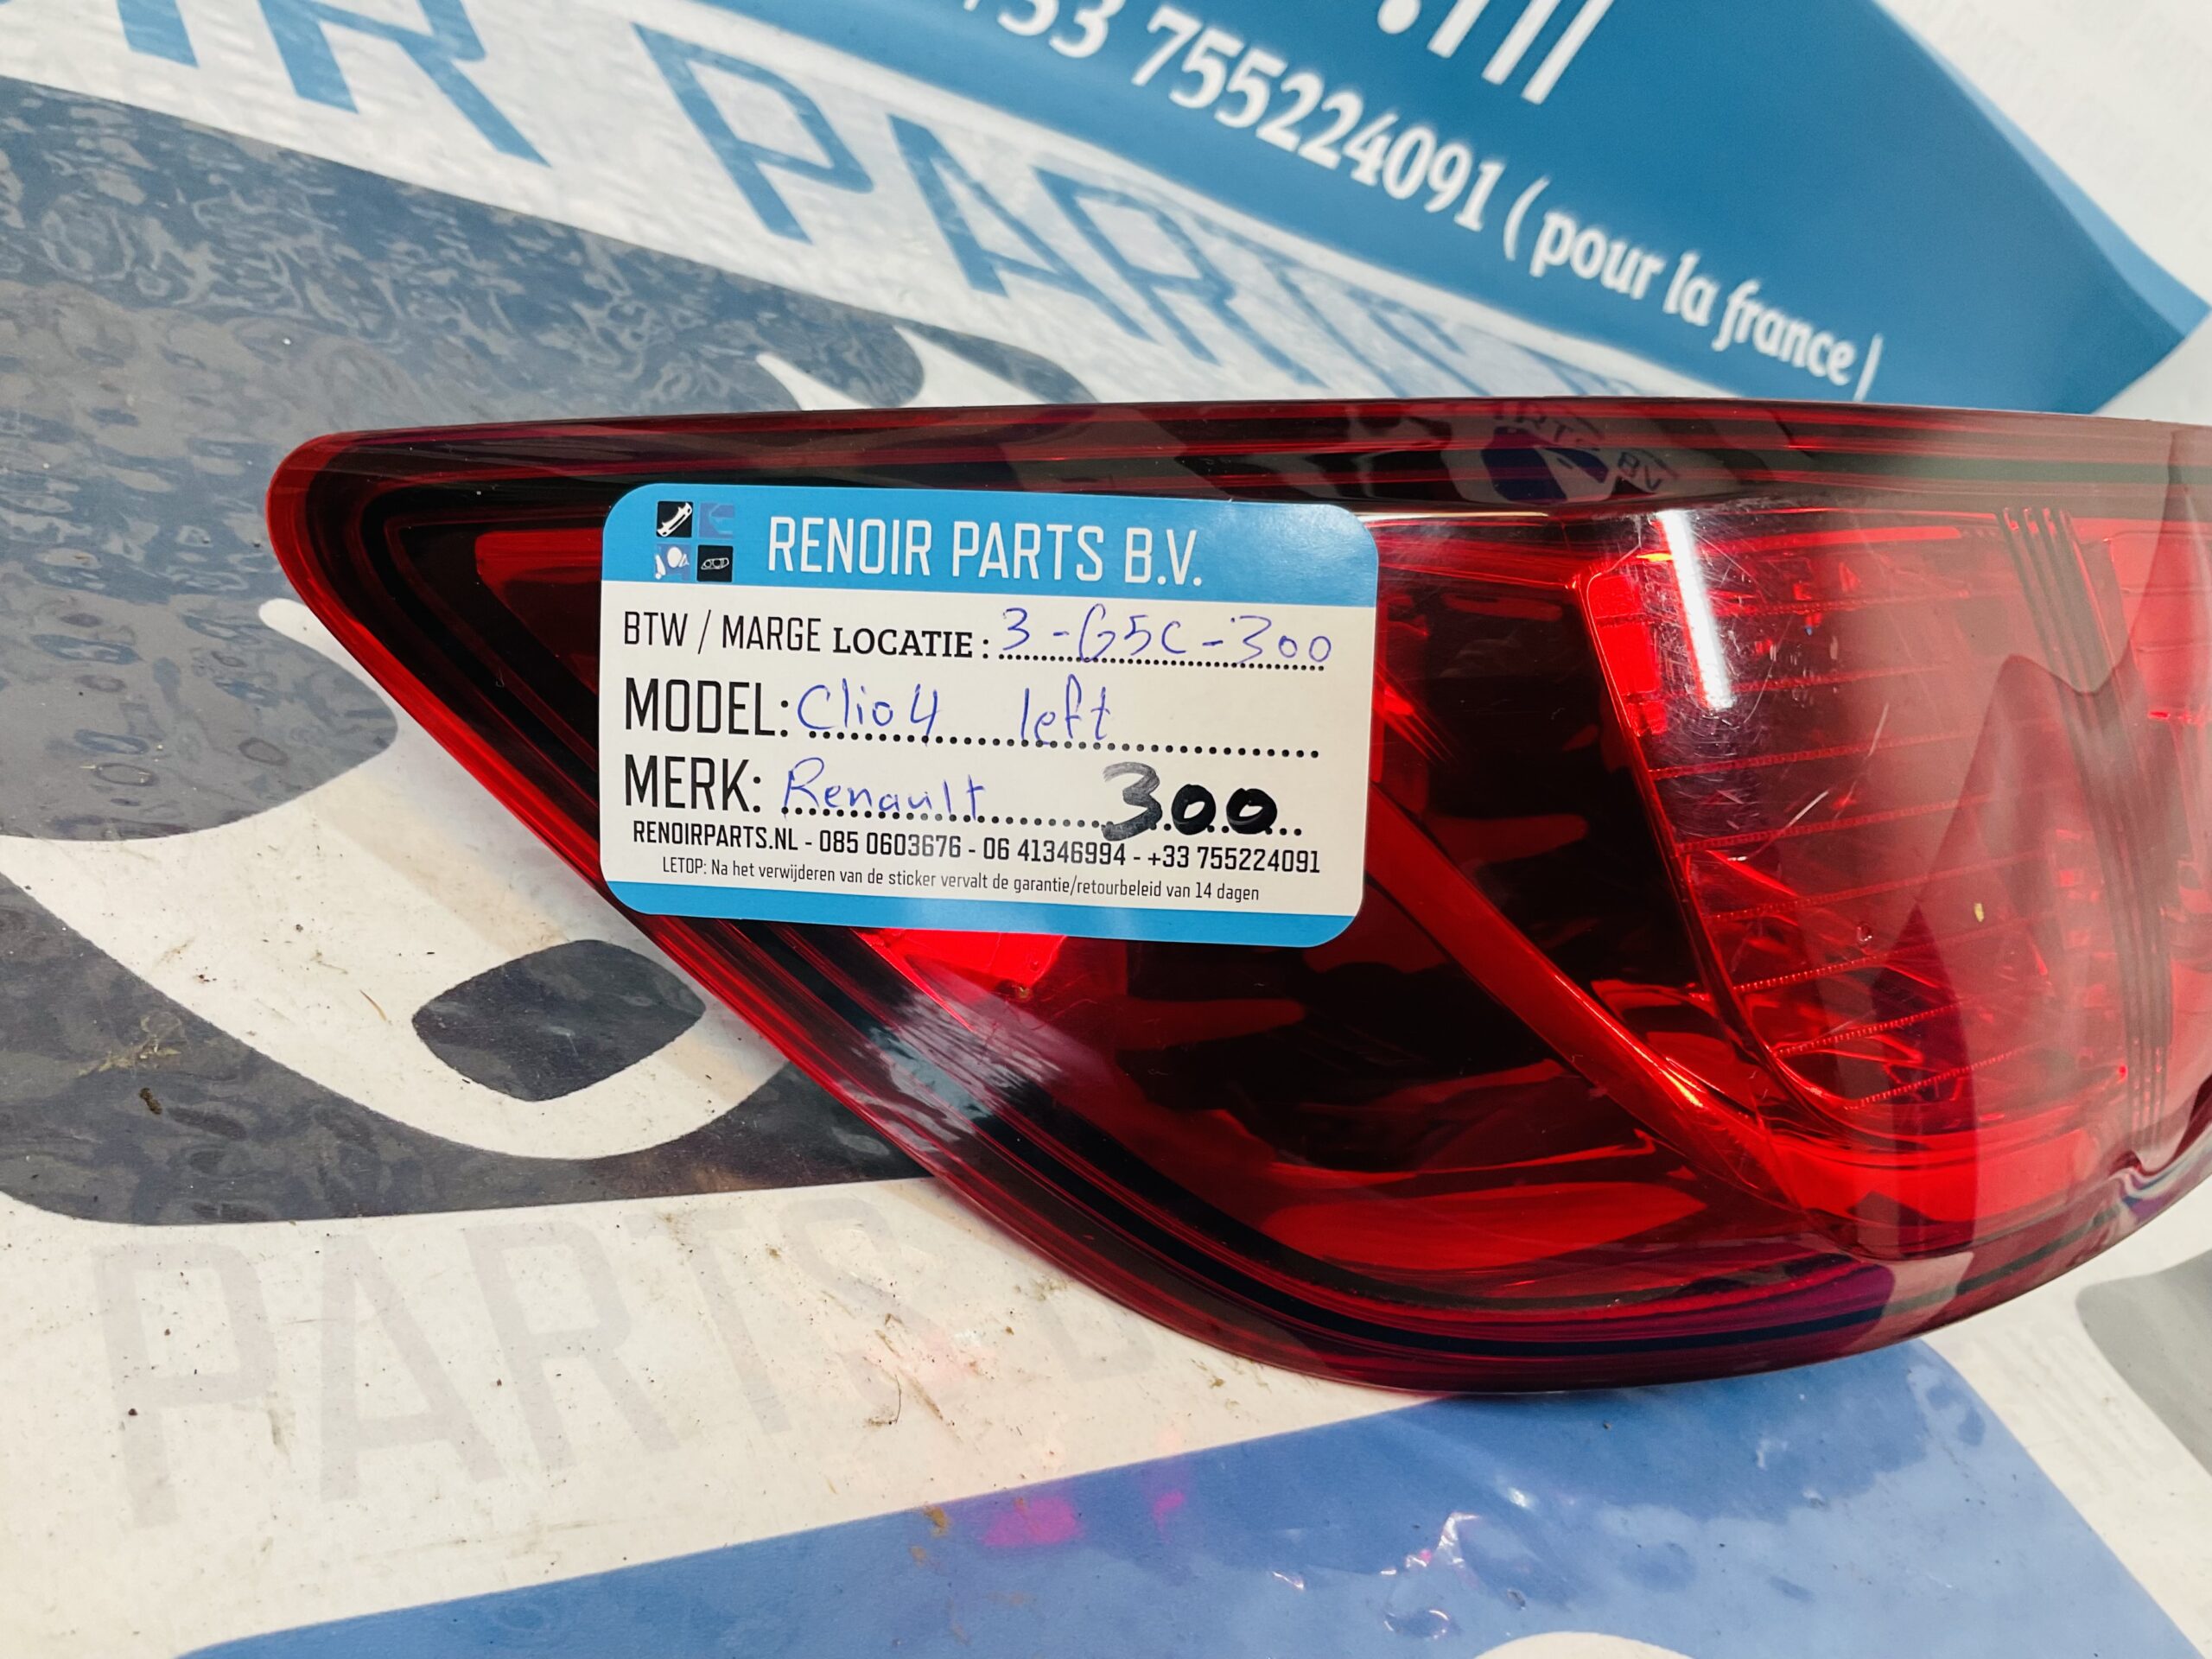 755224091 ( pour la france )
PARTS
RENOIR PARTS B.V.
BTW / MARGE LOCATIE : 3-G5C-300
MODEL: Clio 4 left
MERK: Renault 300
RENOIRPARTS.NL - 085 0603676 - 06 41346994 - +33 755224091
LETOP: Na het verwijderen van de sticker vervalt de garantie/retourbeleid van 14 dagen
PARTS